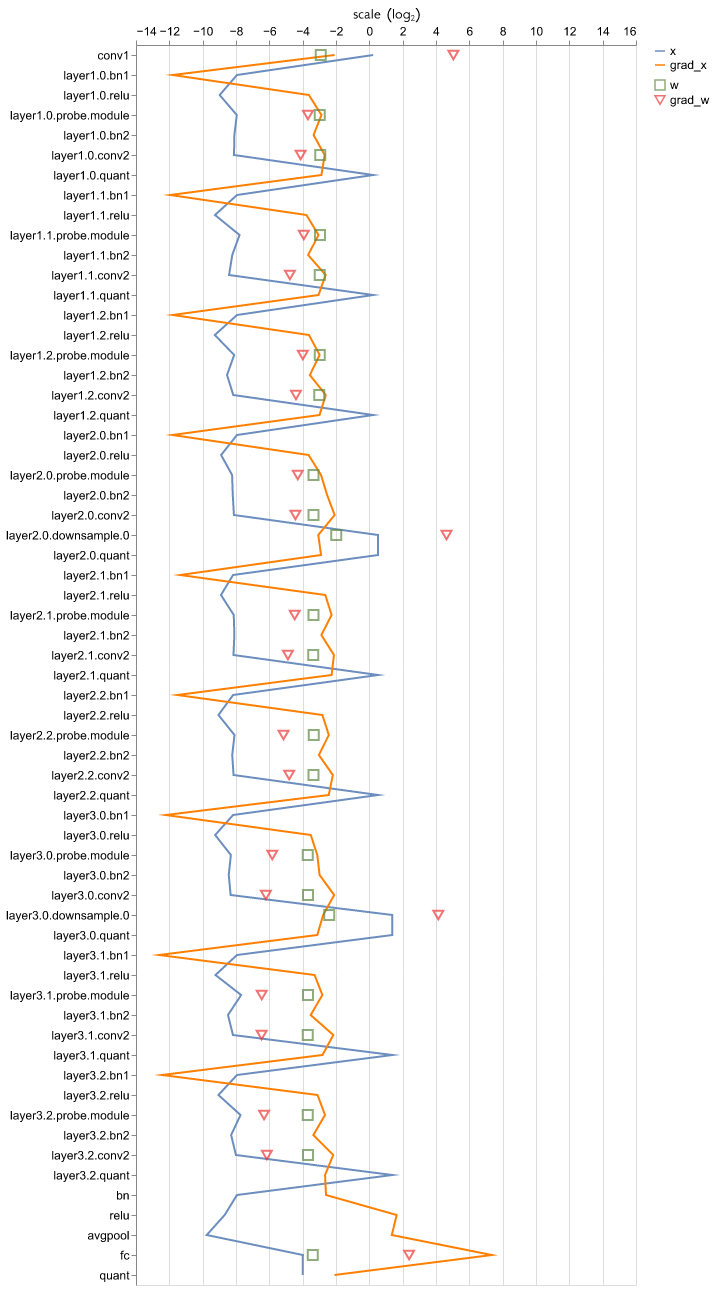 scale (log₂)
−14 −12 −10 −8 −6 −4 −2 0 2 4 6 8 10 12 14 16
x
grad_x
w
grad_w
conv1
layer1.0.bn1
layer1.0.relu
layer1.0.probe.module
layer1.0.bn2
layer1.0.conv2
layer1.0.quant
layer1.1.bn1
layer1.1.relu
layer1.1.probe.module
layer1.1.bn2
layer1.1.conv2
layer1.1.quant
layer1.2.bn1
layer1.2.relu
layer1.2.probe.module
layer1.2.bn2
layer1.2.conv2
layer1.2.quant
layer2.0.bn1
layer2.0.relu
layer2.0.probe.module
layer2.0.bn2
layer2.0.conv2
layer2.0.downsample.0
layer2.0.quant
layer2.1.bn1
layer2.1.relu
layer2.1.probe.module
layer2.1.bn2
layer2.1.conv2
layer2.1.quant
layer2.2.bn1
layer2.2.relu
layer2.2.probe.module
layer2.2.bn2
layer2.2.conv2
layer2.2.quant
layer3.0.bn1
layer3.0.relu
layer3.0.probe.module
layer3.0.bn2
layer3.0.conv2
layer3.0.downsample.0
layer3.0.quant
layer3.1.bn1
layer3.1.relu
layer3.1.probe.module
layer3.1.bn2
layer3.1.conv2
layer3.1.quant
layer3.2.bn1
layer3.2.relu
layer3.2.probe.module
layer3.2.bn2
layer3.2.conv2
layer3.2.quant
bn
relu
avgpool
fc
quant